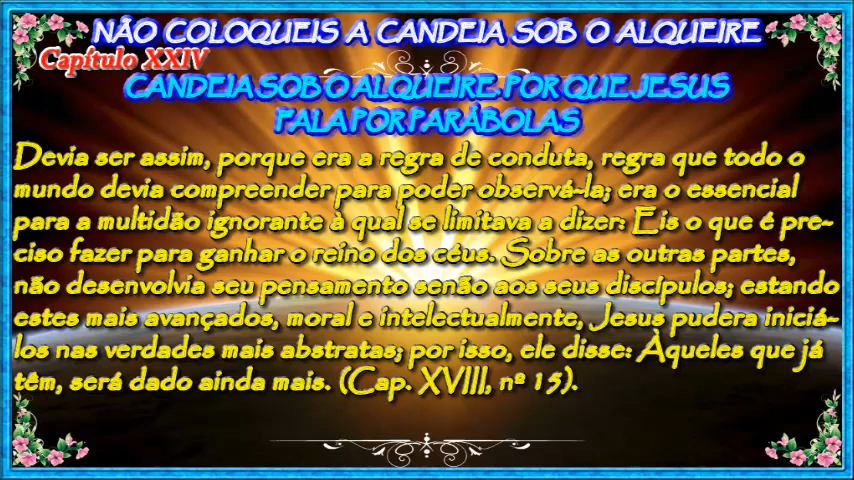 NÃO COLOQUEIS A CANDEIA SOB O ALQUEIRE
Capítulo XXIV
CANDEIA SOB O ALQUEIRE. POR QUE JESUS
FALA POR PARÁBOLAS
Devia ser assim, porque era a regra de conduta, regra que todo o
mundo devia compreender para poder observá-la; era o essencial
para a multidão ignorante à qual se limitava a dizer: Eis o que é pre-
ciso fazer para ganhar o reino dos céus. Sobre as outras partes,
não desenvolvia seu pensamento senão aos seus discípulos; estando
estes mais avançados, moral e intelectualmente, Jesus pudera iniciá-
los nas verdades mais abstratas; por isso, ele disse: Àqueles que já
têm, será dado ainda mais. (Cap. XVIII, nº 15).